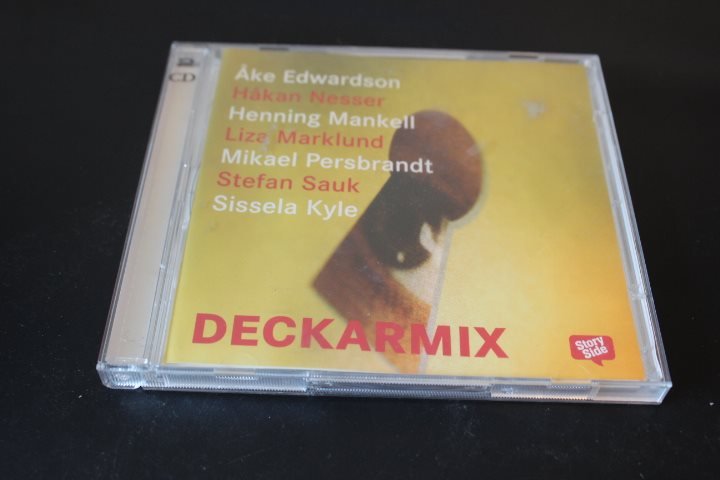 CD
Åke Edwardson
Håkan Nesser
Henning Mankell
Liza Marklund
Mikael Persbrandt
Stefan Sauk
Sissela Kyle
DECKARMIX
Story
Side